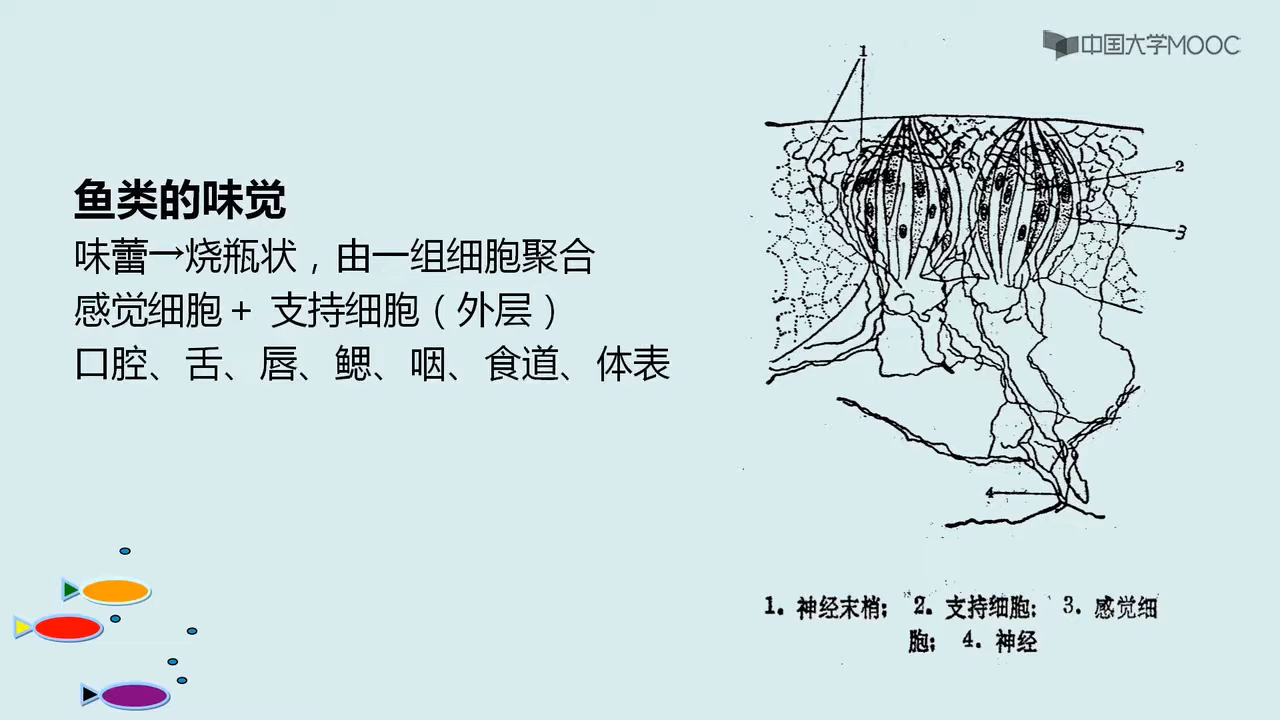 中国大学MOOC
鱼类的味觉
味蕾→烧瓶状，由一组细胞聚合
感觉细胞+ 支持细胞（外层）
口腔、舌、唇、鳃、咽、食道、体表
1
2
3
4
1. 神经末梢； 2. 支持细胞； 3. 感觉细
胞； 4. 神经